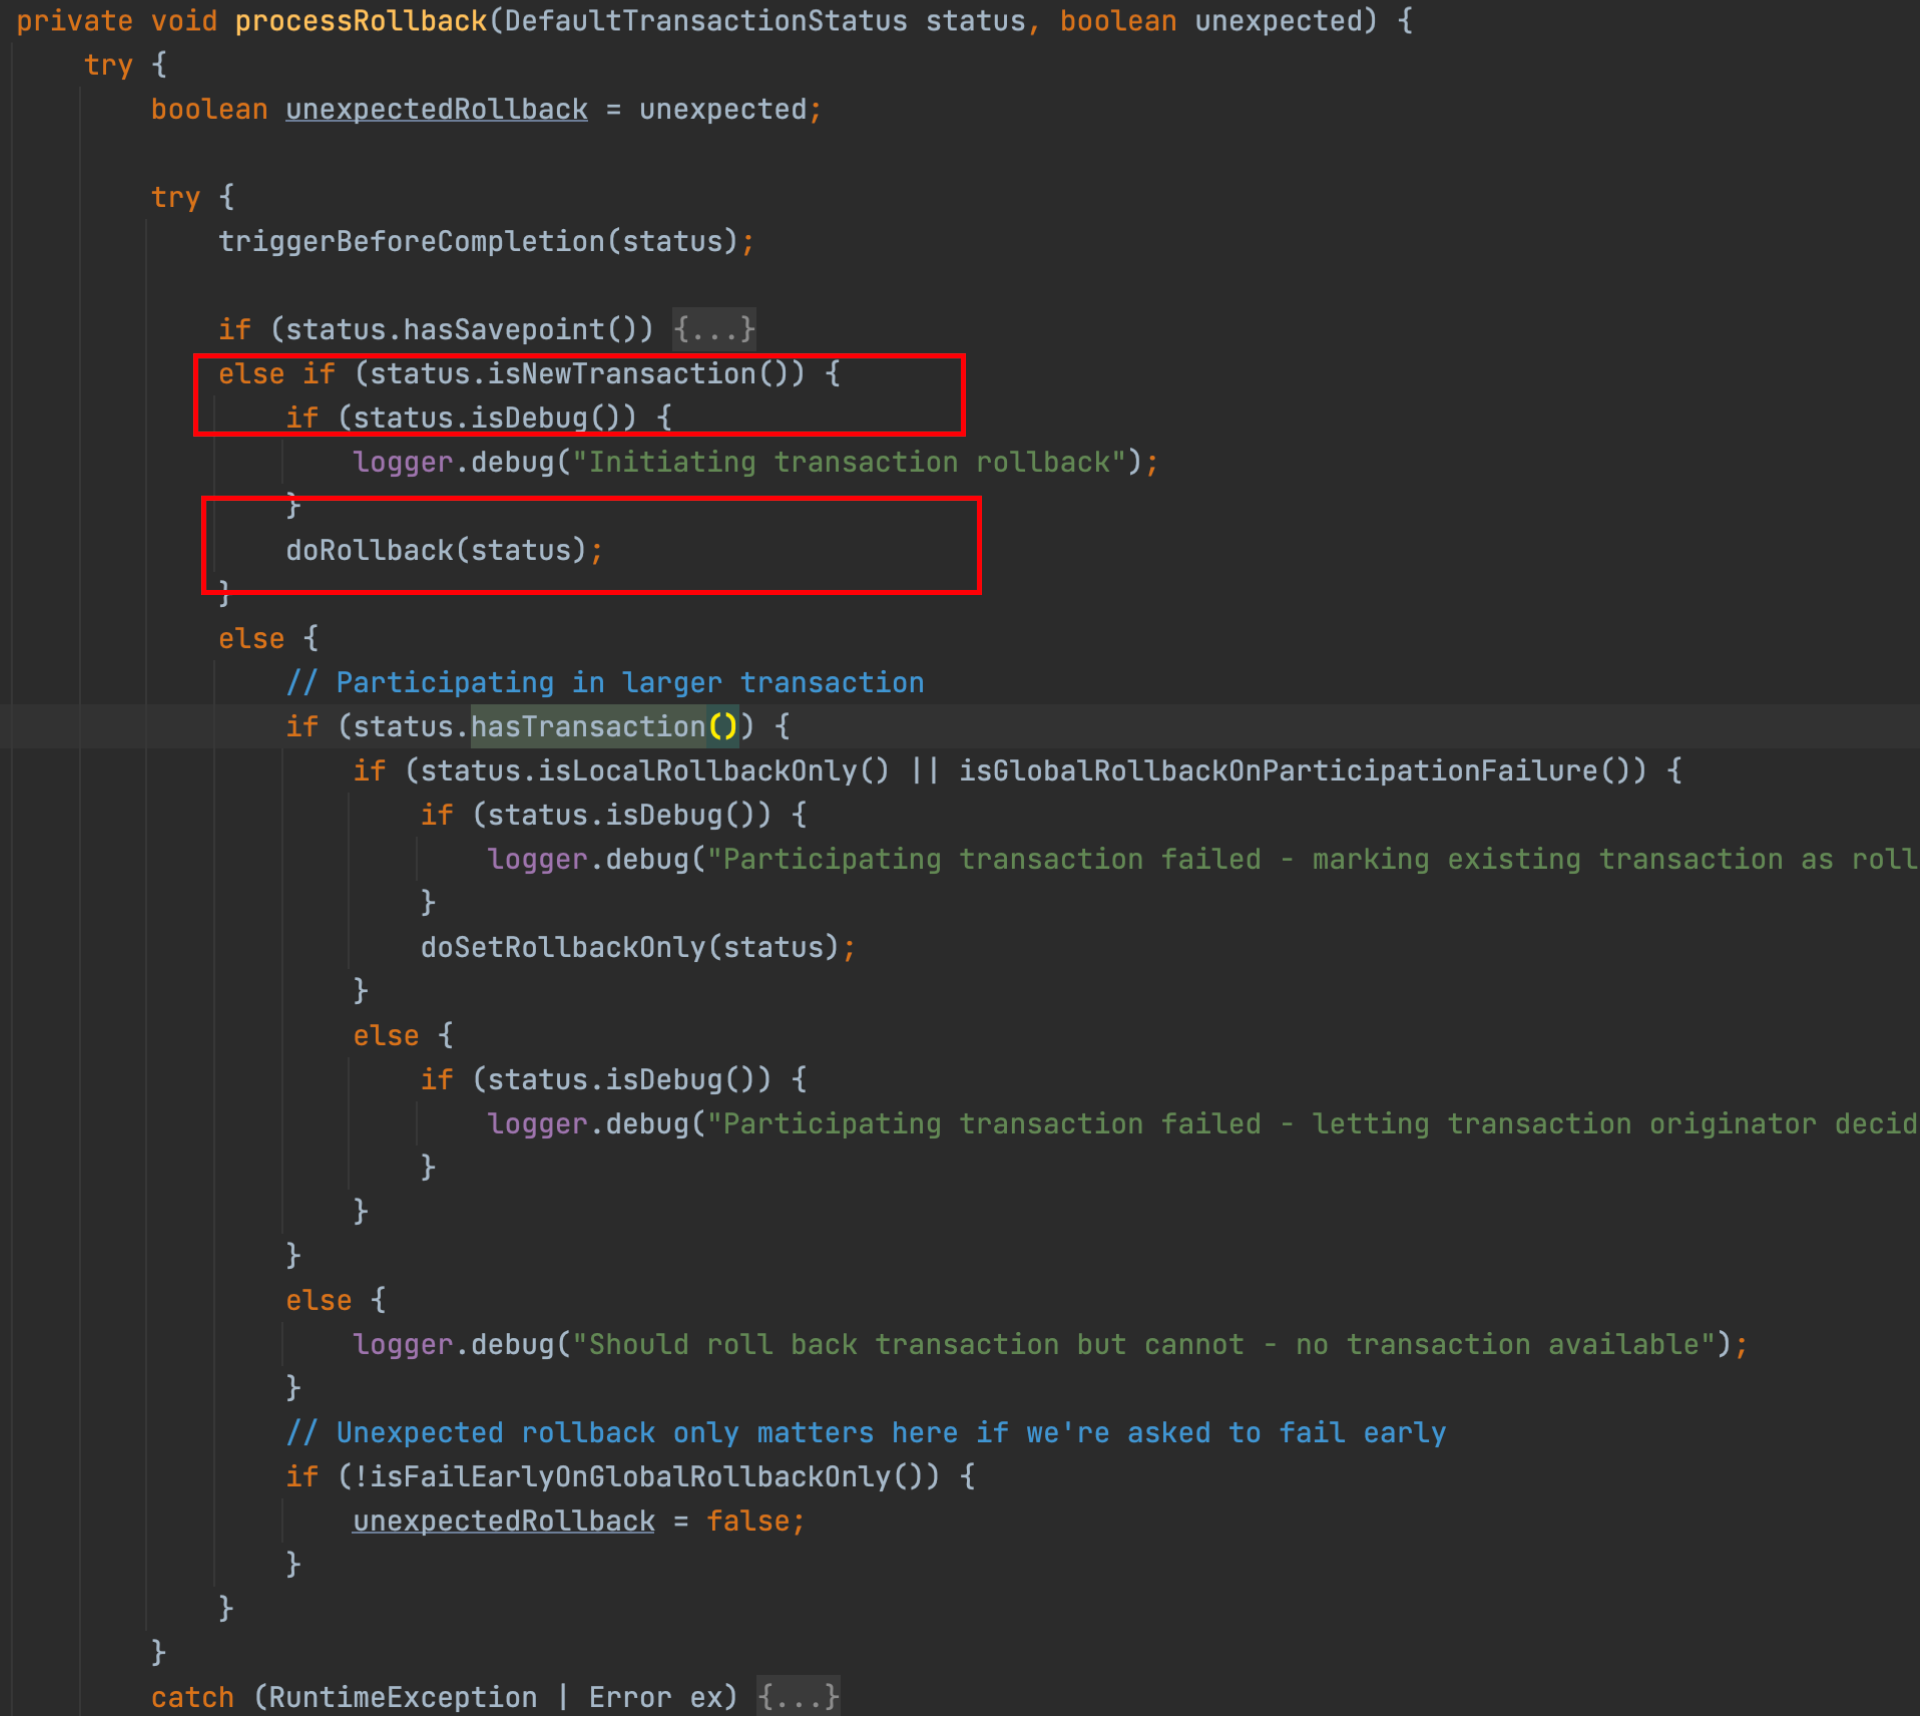 private void processRollback(DefaultTransactionStatus status, boolean unexpected) {
try {
boolean unexpectedRollback = unexpected;
try {
triggerBeforeCompletion(status);
if (status.hasSavepoint()) {...}
else if (status.isNewTransaction()) {
if (status.isDebug()) {
logger.debug("Initiating transaction rollback");
}
doRollback(status);
}
else {
// Participating in larger transaction
if (status.hasTransaction()) {
if (status.isLocalRollbackOnly() || isGlobalRollbackOnParticipationFailure()) {
if (status.isDebug()) {
logger.debug("Participating transaction failed - marking existing transaction as roll
}
doSetRollbackOnly(status);
}
else {
if (status.isDebug()) {
logger.debug("Participating transaction failed - letting transaction originator decid
}
}
}
else {
logger.debug("Should roll back transaction but cannot - no transaction available");
}
// Unexpected rollback only matters here if we're asked to fail early
if (!isFailEarlyOnGlobalRollbackOnly()) {
unexpectedRollback = false;
}
}
}
catch (RuntimeException | Error ex) {...}